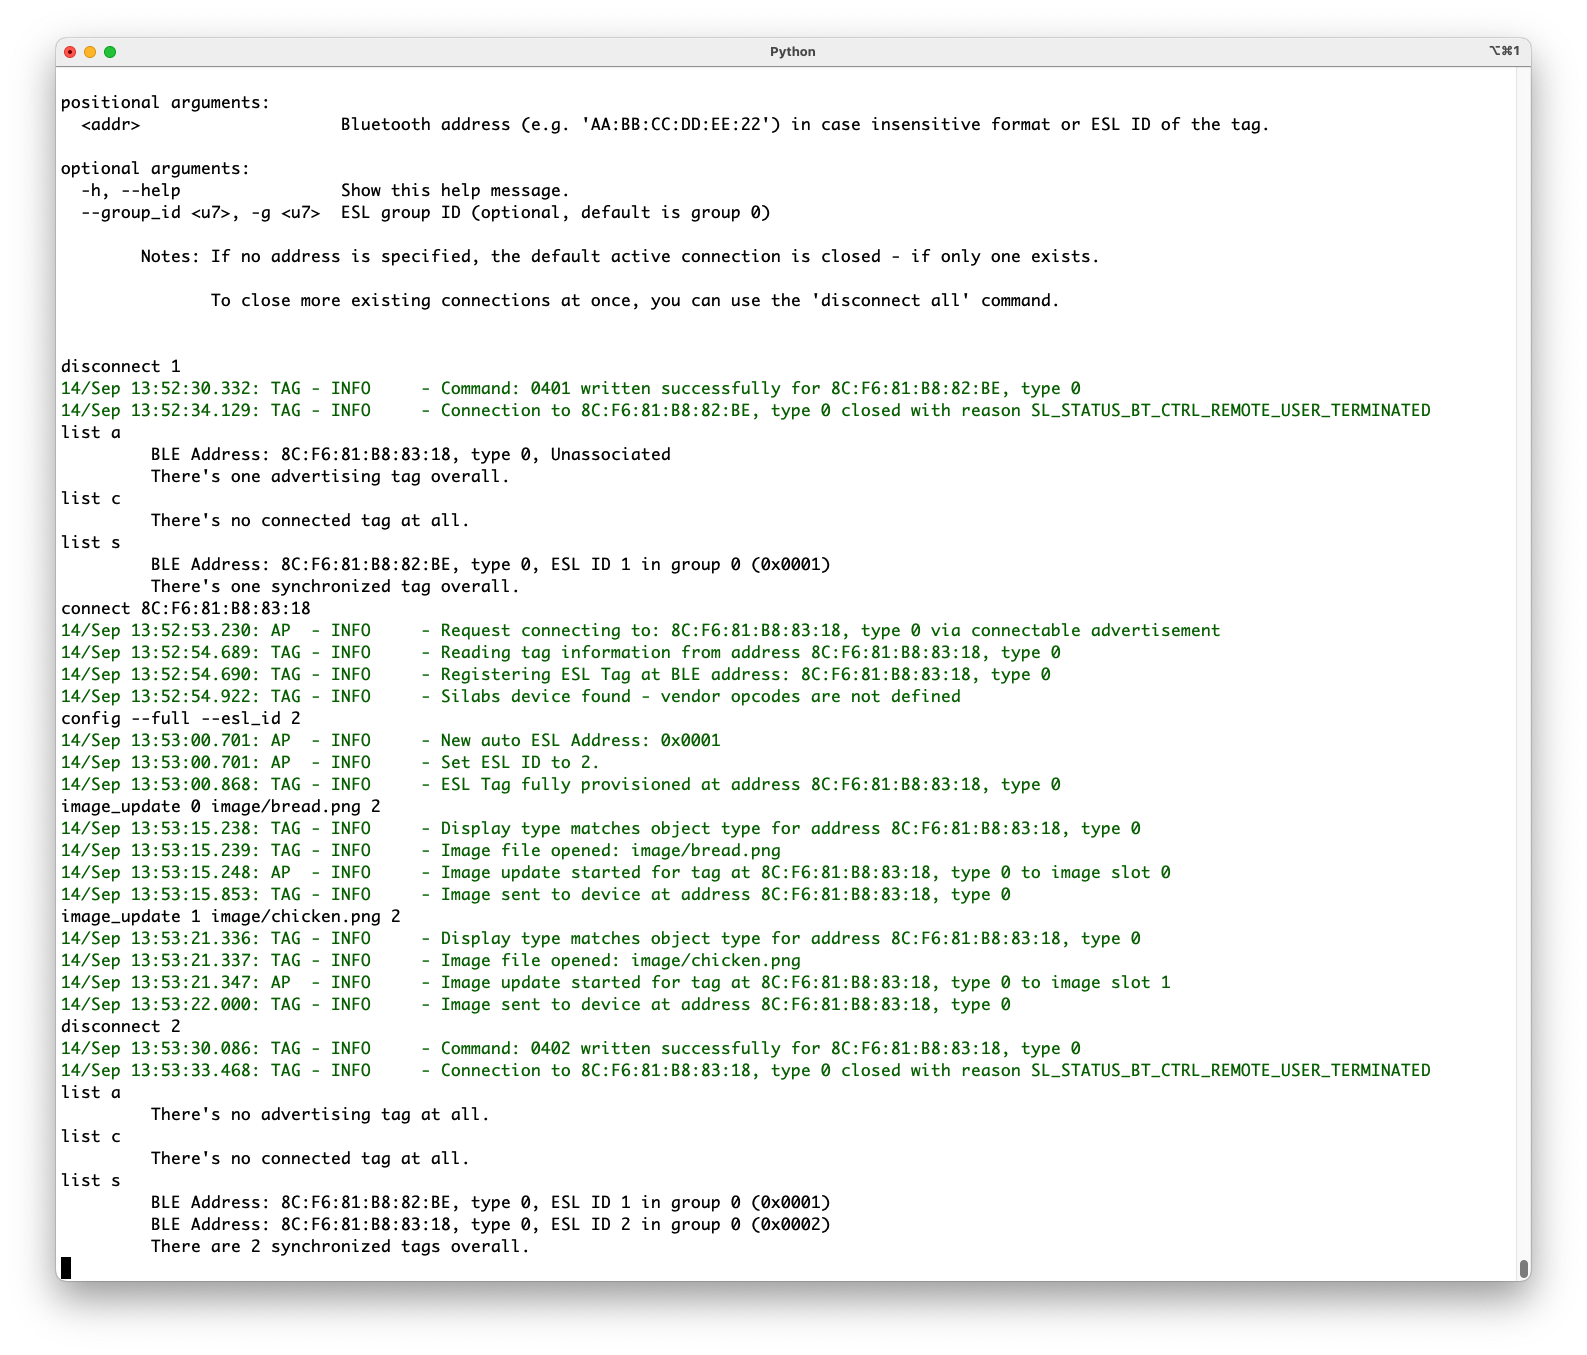 Python
⌥⌘1
positional arguments:
  <addr>                    Bluetooth address (e.g. 'AA:BB:CC:DD:EE:22') in case insensitive format or ESL ID of the tag.
optional arguments:
  -h, --help                Show this help message.
  --group_id <u7>, -g <u7>  ESL group ID (optional, default is group 0)
        Notes: If no address is specified, the default active connection is closed - if only one exists.
               To close more existing connections at once, you can use the 'disconnect all' command.
disconnect 1
14/Sep 13:52:30.332: TAG - INFO     - Command: 0401 written successfully for 8C:F6:81:B8:82:BE, type 0
14/Sep 13:52:34.129: TAG - INFO     - Connection to 8C:F6:81:B8:82:BE, type 0 closed with reason SL_STATUS_BT_CTRL_REMOTE_USER_TERMINATED
list a
         BLE Address: 8C:F6:81:B8:83:18, type 0, Unassociated
         There's one advertising tag overall.
list c
         There's no connected tag at all.
list s
         BLE Address: 8C:F6:81:B8:82:BE, type 0, ESL ID 1 in group 0 (0x0001)
         There's one synchronized tag overall.
connect 8C:F6:81:B8:83:18
14/Sep 13:52:53.230: AP  - INFO     - Request connecting to: 8C:F6:81:B8:83:18, type 0 via connectable advertisement
14/Sep 13:52:54.689: TAG - INFO     - Reading tag information from address 8C:F6:81:B8:83:18, type 0
14/Sep 13:52:54.690: TAG - INFO     - Registering ESL Tag at BLE address: 8C:F6:81:B8:83:18, type 0
14/Sep 13:52:54.922: TAG - INFO     - Silabs device found - vendor opcodes are not defined
config --full --esl_id 2
14/Sep 13:53:00.701: AP  - INFO     - New auto ESL Address: 0x0001
14/Sep 13:53:00.701: AP  - INFO     - Set ESL ID to 2.
14/Sep 13:53:00.868: TAG - INFO     - ESL Tag fully provisioned at address 8C:F6:81:B8:83:18, type 0
image_update 0 image/bread.png 2
14/Sep 13:53:15.238: TAG - INFO     - Display type matches object type for address 8C:F6:81:B8:83:18, type 0
14/Sep 13:53:15.239: TAG - INFO     - Image file opened: image/bread.png
14/Sep 13:53:15.248: AP  - INFO     - Image update started for tag at 8C:F6:81:B8:83:18, type 0 to image slot 0
14/Sep 13:53:15.853: TAG - INFO     - Image sent to device at address 8C:F6:81:B8:83:18, type 0
image_update 1 image/chicken.png 2
14/Sep 13:53:21.336: TAG - INFO     - Display type matches object type for address 8C:F6:81:B8:83:18, type 0
14/Sep 13:53:21.337: TAG - INFO     - Image file opened: image/chicken.png
14/Sep 13:53:21.347: AP  - INFO     - Image update started for tag at 8C:F6:81:B8:83:18, type 0 to image slot 1
14/Sep 13:53:22.000: TAG - INFO     - Image sent to device at address 8C:F6:81:B8:83:18, type 0
disconnect 2
14/Sep 13:53:30.086: TAG - INFO     - Command: 0402 written successfully for 8C:F6:81:B8:83:18, type 0
14/Sep 13:53:33.468: TAG - INFO     - Connection to 8C:F6:81:B8:83:18, type 0 closed with reason SL_STATUS_BT_CTRL_REMOTE_USER_TERMINATED
list a
         There's no advertising tag at all.
list c
         There's no connected tag at all.
list s
         BLE Address: 8C:F6:81:B8:82:BE, type 0, ESL ID 1 in group 0 (0x0001)
         BLE Address: 8C:F6:81:B8:83:18, type 0, ESL ID 2 in group 0 (0x0002)
         There are 2 synchronized tags overall.